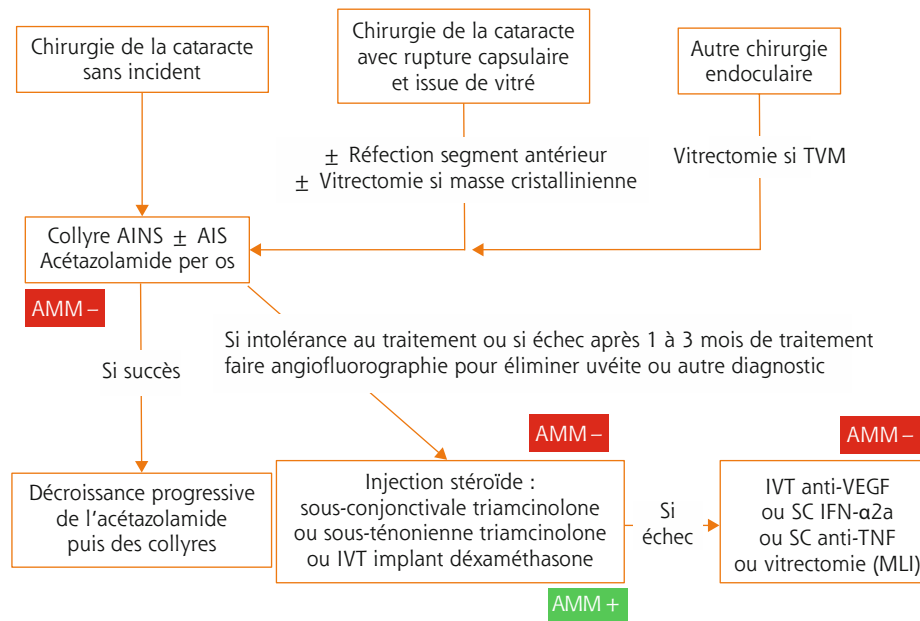 Chirurgie de la cataracte
sans incident
Chirurgie de la cataracte
avec rupture capsulaire
et issue de vitré
Autre chirurgie
endoculaire
± Réfection segment antérieur
± Vitrectomie si masse cristallinienne
Vitrectomie si TVM
Collyre AINS ± AIS
Acétazolamide per os
AMM –
Si intolérance au traitement ou si échec après 1 à 3 mois de traitement
faire angiofluorographie pour éliminer uvéite ou autre diagnostic
Si succès
AMM –
AMM –
Décroissance progressive
de l'acétazolamide
puis des collyres
Injection stéroïde :
sous-conjonctivale triamcinolone
ou sous-ténonienne triamcinolone
ou IVT implant déxaméthasone
Si
échec
IVT anti-VEGF
ou SC IFN-α2a
ou SC anti-TNF
ou vitrectomie (MLI)
AMM +